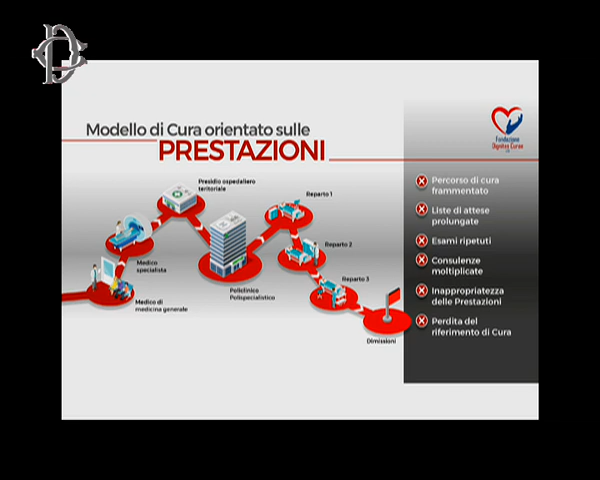 Modello di Cura orientato sulle
PRESTAZIONI
Fondazione
Dignitas Curae
Presidio ospedaliero
teritoriale
Medico
specialista
Medico di
medicina generale
Policlinico
Polispecialistico
Reparto 1
Reparto 2
Reparto 3
Dimissioni
Percorso di cura
frammentato
Liste di attese
prolungate
Esami ripetuti
Consulenze
moltiplicate
Inappropriatezza
delle Prestazioni
Perdita del
riferimento di Cura